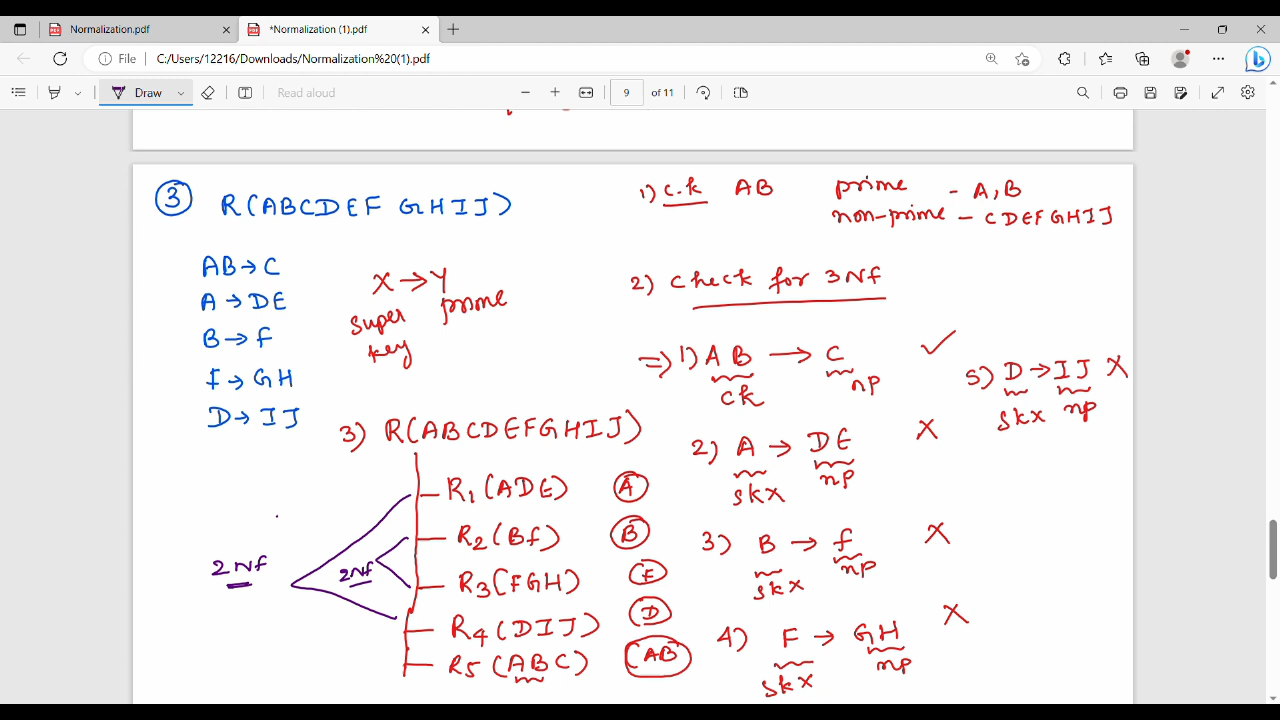 Normalization.pdf
*Normalization (1).pdf
File C:/Users/12216/Downloads/Normalization%20(1).pdf
Draw Read aloud 9 of 11
3 R(ABCDEF GHIJ)
AB→C
A→DE
B→f
F→GH
D→IJ
X→Y
super prime
key
1) C.K AB prime - A,B
non-prime - CDEFGHIJ
2) Check for 3Nf
=> 1) AB → C ✓
ck np
2) A → DE X
skx np
3) B → f X
skx np
4) F → GH X
skx np
5) D→IJ X
skx np
3) R(ABCDEFGHIJ)
R1(ADE) A
R2(Bf) B
R3(FGH) F
R4(DIJ) D
R5(ABC) AB
2Nf
2Nf